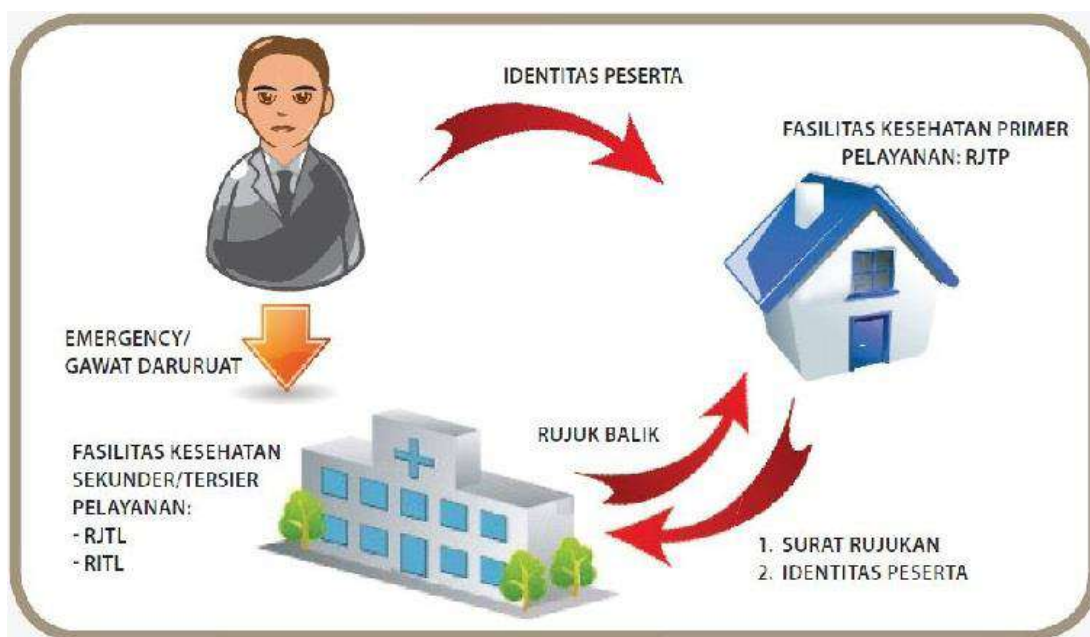 IDENTITAS PESERTA
FASILITAS KESEHATAN PRIMER
PELAYANAN: RJTP
EMERGENCY/
GAWAT DARURUAT
FASILITAS KESEHATAN
SEKUNDER/TERSIER
PELAYANAN:
- RJTL
- RITL
RUJUK BALIK
1. SURAT RUJUKAN
2. IDENTITAS PESERTA